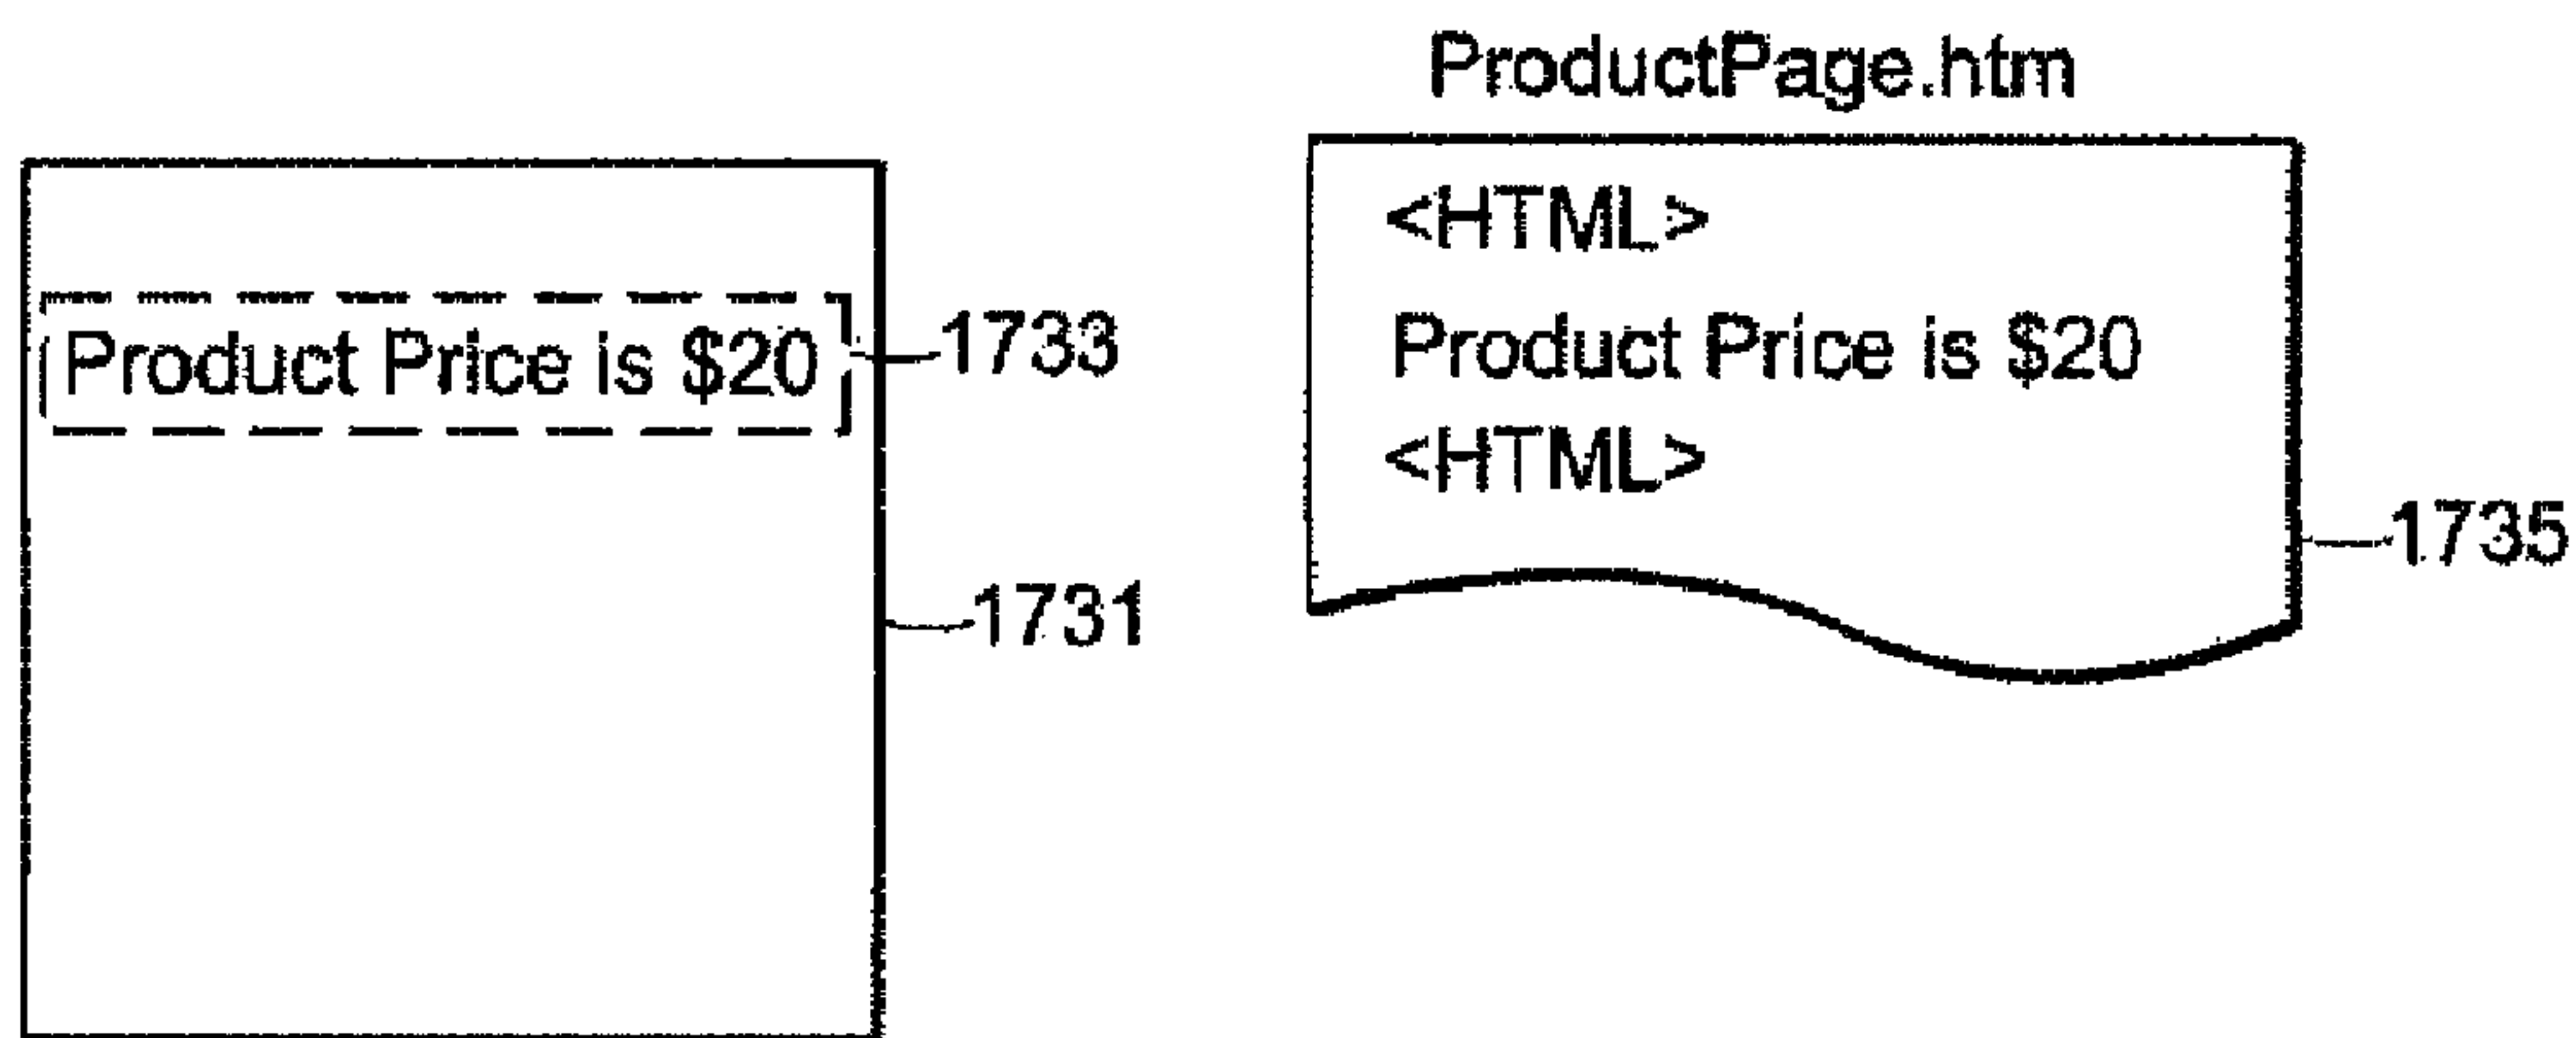 Product Price is $20
1733
1731
ProductPage.htm
<HTML>
Product Price is $20
<HTML>
1735